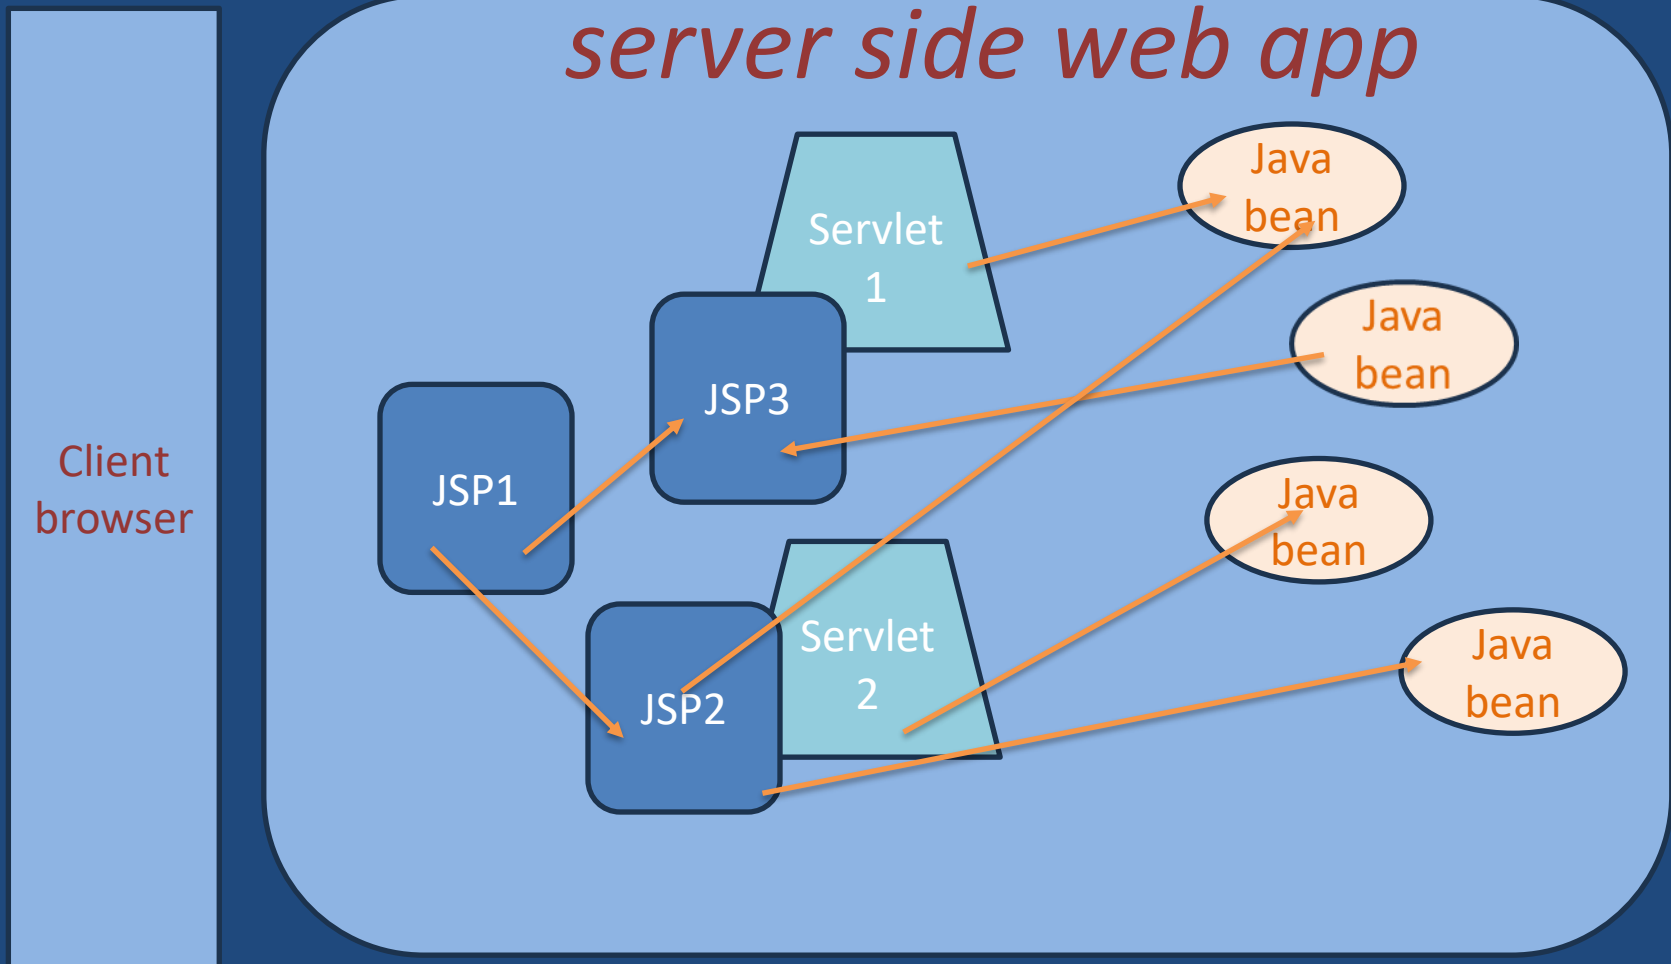 server side web app
Client
browser
Servlet
1
JSP3
JSP1
Servlet
2
JSP2
Java
bean
Java
bean
Java
bean
Java
bean